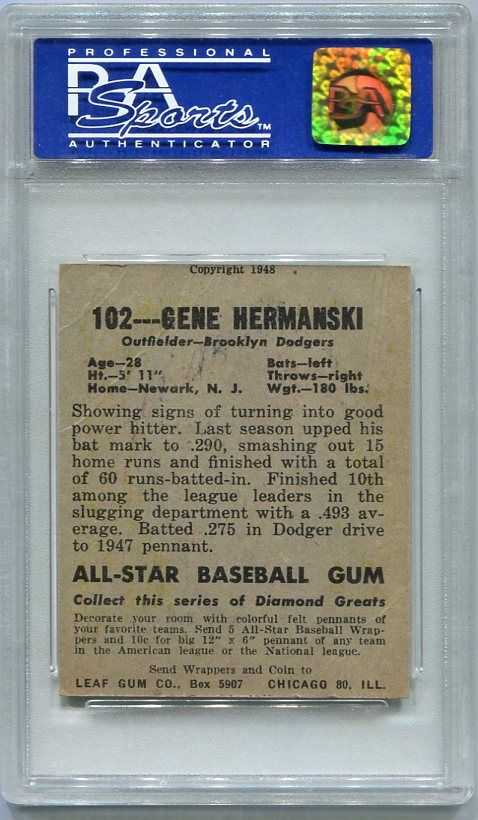 PROFESSIONAL
PSA
Sports™
AUTHENTICATOR
PSA
Copyright 1948
102---GENE HERMANSKI
Outfielder—Brooklyn Dodgers
Age—28 Bats—left
Ht.—5' 11" Throws—right
Home—Newark, N. J. Wgt.—180 lbs.
Showing signs of turning into good
power hitter. Last season upped his
bat mark to .290, smashing out 15
home runs and finished with a total
of 60 runs-batted-in. Finished 10th
among the league leaders in the
slugging department with a .493 av-
erage. Batted .275 in Dodger drive
to 1947 pennant.
ALL-STAR BASEBALL GUM
Collect this series of Diamond Greats
Decorate your room with colorful felt pennants of
your favorite teams. Send 5 All-Star Baseball Wrap-
pers and 10c for big 12" x 6" pennant of any team
in the American league or the National league.
Send Wrappers and Coin to
LEAF GUM CO., Box 5907 CHICAGO 80, ILL.